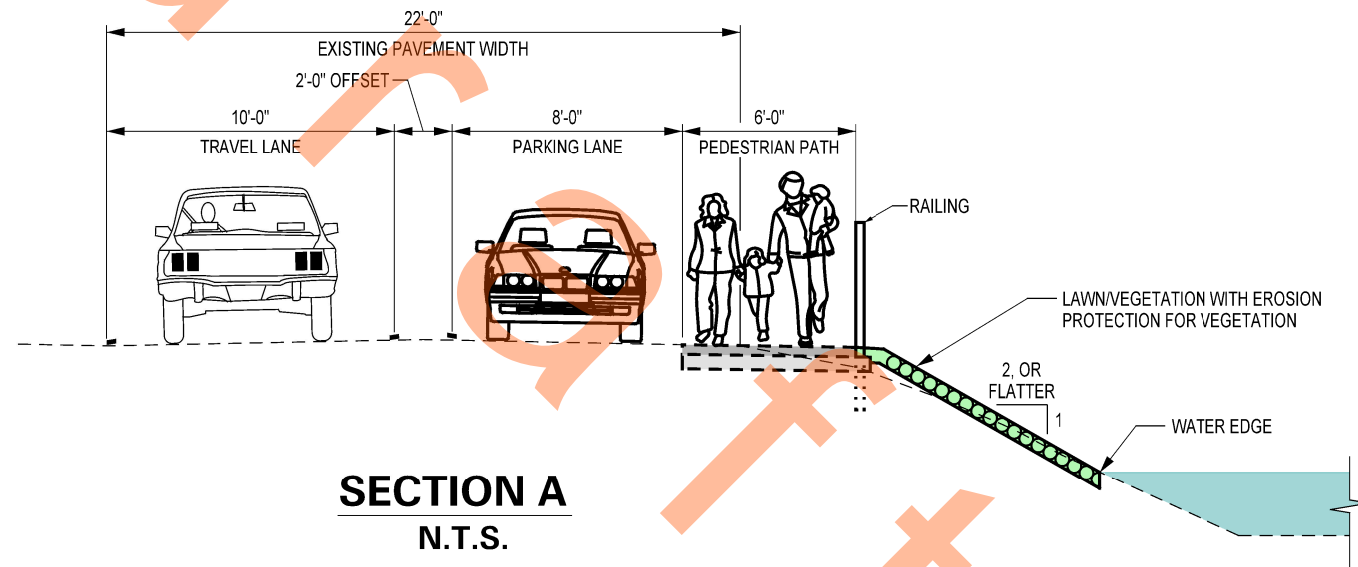 22'-0"
EXISTING PAVEMENT WIDTH
2'-0" OFFSET
10'-0"
TRAVEL LANE
8'-0"
PARKING LANE
6'-0"
PEDESTRIAN PATH
RAILING
LAWN/VEGETATION WITH EROSION
PROTECTION FOR VEGETATION
2, OR
FLATTER
1
WATER EDGE
SECTION A
N.T.S.
r
a
f
t